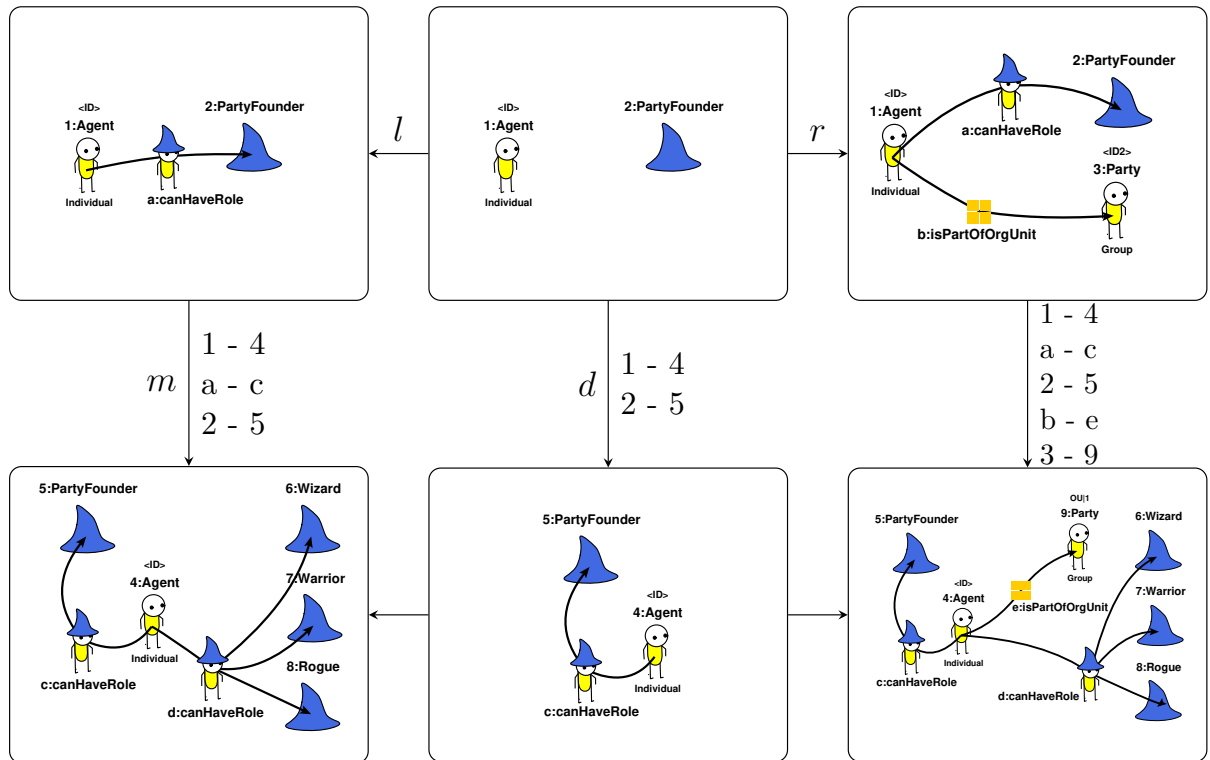 <ID>
1:Agent
2:PartyFounder
Individual
a:canHaveRole
l
<ID>
1:Agent
2:PartyFounder
Individual
r
<ID>
1:Agent
2:PartyFounder
a:canHaveRole
Individual
<ID2>
3:Party
b:isPartOfOrgUnit
Group
m
1 - 4
a - c
2 - 5
d
1 - 4
2 - 5
1 - 4
a - c
2 - 5
b - e
3 - 9
5:PartyFounder
6:Wizard
<ID>
4:Agent
7:Warrior
Individual
8:Rogue
c:canHaveRole
d:canHaveRole
5:PartyFounder
<ID>
4:Agent
Individual
c:canHaveRole
OU|1
9:Party
5:PartyFounder
6:Wizard
Group
<ID>
4:Agent
e:isPartOfOrgUnit
7:Warrior
Individual
8:Rogue
c:canHaveRole
d:canHaveRole